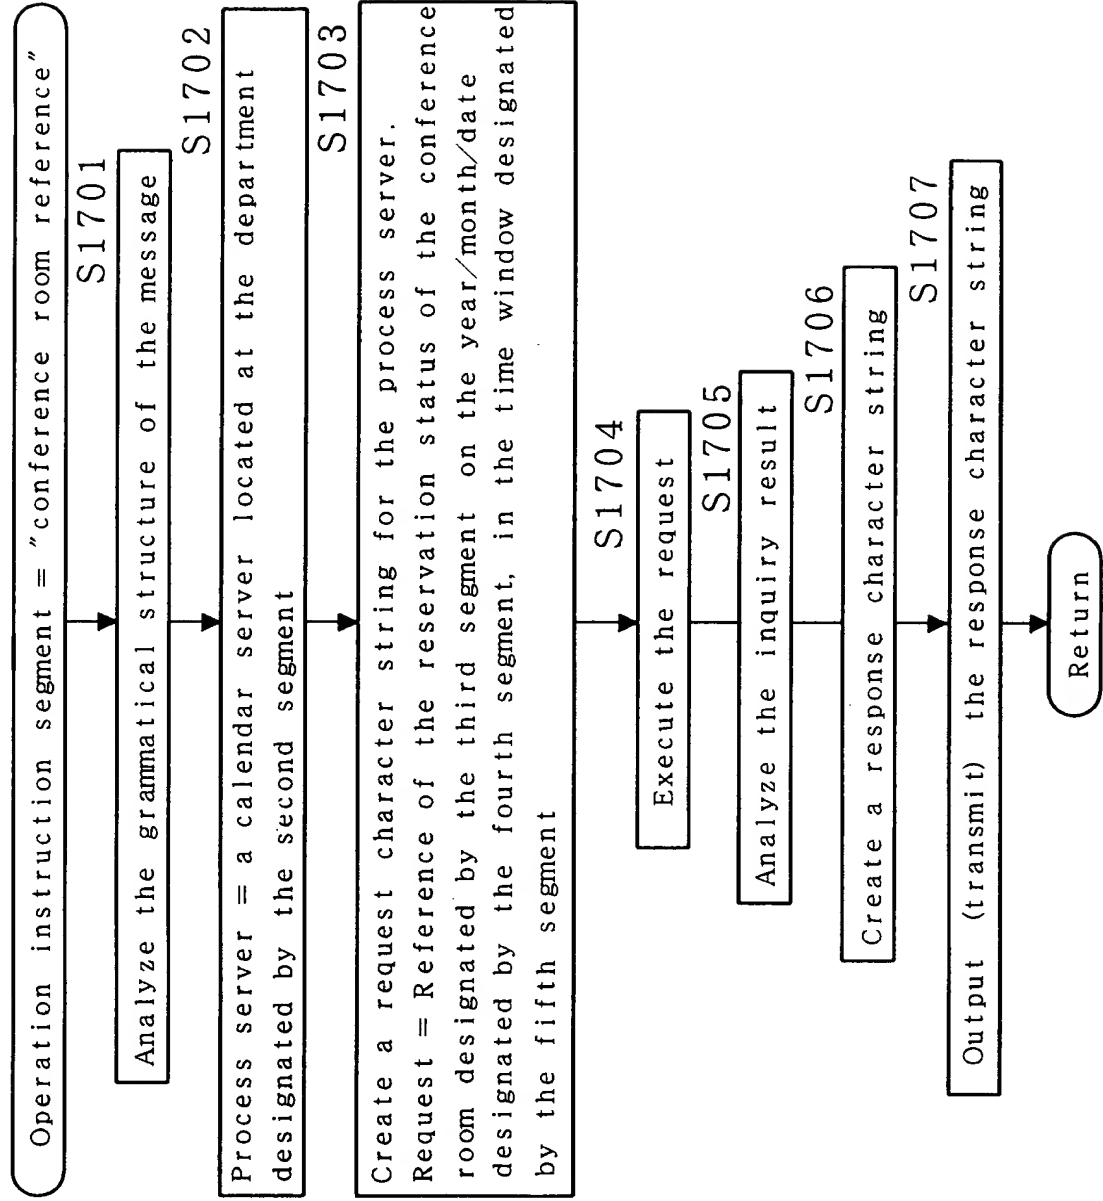 Operation instruction segment = "conference room reference"
S1701
Analyze the grammatical structure of the message
S1702
Process server = a calendar server located at the department
designated by the second segment
S1703
Create a request character string for the process server.
Request = Reference of the reservation status of the conference
room designated by the third segment on the year/month/date
designated by the fourth segment, in the time window designated
by the fifth segment
S1704
Execute the request
S1705
Analyze the inquiry result
S1706
Create a response character string
S1707
Output (transmit) the response character string
Return